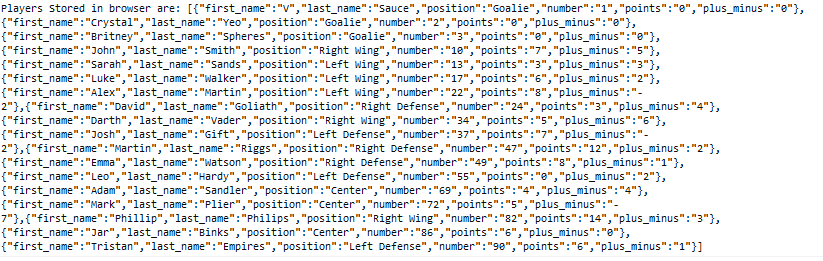 Players Stored in browser are: [{"first_name":"V","last_name":"Sauce","position":"Goalie","number":"1","points":"0","plus_minus":"0"},
{"first_name":"Crystal","last_name":"Yeo","position":"Goalie","number":"2","points":"0","plus_minus":"0"},
{"first_name":"Britney","last_name":"Spheres","position":"Goalie","number":"3","points":"0","plus_minus":"0"},
{"first_name":"John","last_name":"Smith","position":"Right Wing","number":"10","points":"7","plus_minus":"5"},
{"first_name":"Sarah","last_name":"Sands","position":"Left Wing","number":"13","points":"3","plus_minus":"3"},
{"first_name":"Luke","last_name":"Walker","position":"Left Wing","number":"17","points":"6","plus_minus":"2"},
{"first_name":"Alex","last_name":"Martin","position":"Left Wing","number":"22","points":"8","plus_minus":"-
2"},{"first_name":"David","last_name":"Goliath","position":"Right Defense","number":"24","points":"3","plus_minus":"4"},
{"first_name":"Darth","last_name":"Vader","position":"Right Wing","number":"34","points":"5","plus_minus":"6"},
{"first_name":"Josh","last_name":"Gift","position":"Left Defense","number":"37","points":"7","plus_minus":"-
2"},{"first_name":"Martin","last_name":"Riggs","position":"Right Defense","number":"47","points":"12","plus_minus":"2"},
{"first_name":"Emma","last_name":"Watson","position":"Right Defense","number":"49","points":"8","plus_minus":"1"},
{"first_name":"Leo","last_name":"Hardy","position":"Left Defense","number":"55","points":"0","plus_minus":"2"},
{"first_name":"Adam","last_name":"Sandler","position":"Center","number":"69","points":"4","plus_minus":"4"},
{"first_name":"Mark","last_name":"Plier","position":"Center","number":"72","points":"5","plus_minus":"-
7"},{"first_name":"Phillip","last_name":"Philips","position":"Right Wing","number":"82","points":"14","plus_minus":"3"},
{"first_name":"Jar","last_name":"Binks","position":"Center","number":"86","points":"6","plus_minus":"0"},
{"first_name":"Tristan","last_name":"Empires","position":"Left Defense","number":"90","points":"6","plus_minus":"1"}]